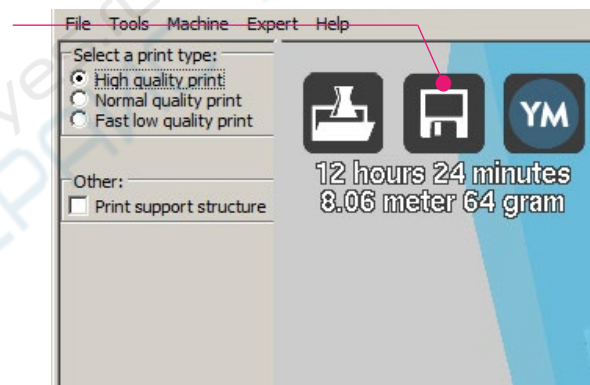 File Tools Machine Expert Help
Select a print type:
High quality print
Normal quality print
Fast low quality print
Other:
Print support structure
YM
12 hours 24 minutes
8.06 meter 64 gram